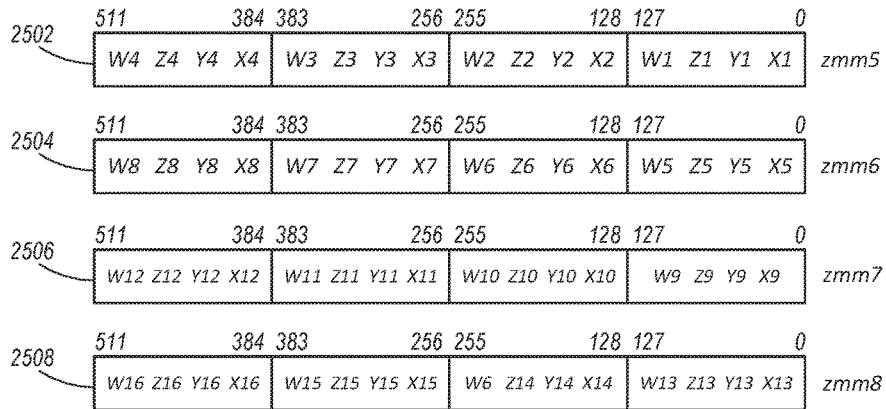 511 384 383 256 255 128 127 0
2502 W4 Z4 Y4 X4 W3 Z3 Y3 X3 W2 Z2 Y2 X2 W1 Z1 Y1 X1 zmm5
511 384 383 256 255 128 127 0
2504 W8 Z8 Y8 X8 W7 Z7 Y7 X7 W6 Z6 Y6 X6 W5 Z5 Y5 X5 zmm6
511 384 383 256 255 128 127 0
2506 W12 Z12 Y12 X12 W11 Z11 Y11 X11 W10 Z10 Y10 X10 W9 Z9 Y9 X9 zmm7
511 384 383 256 255 128 127 0
2508 W16 Z16 Y16 X16 W15 Z15 Y15 X15 W6 Z14 Y14 X14 W13 Z13 Y13 X13 zmm8